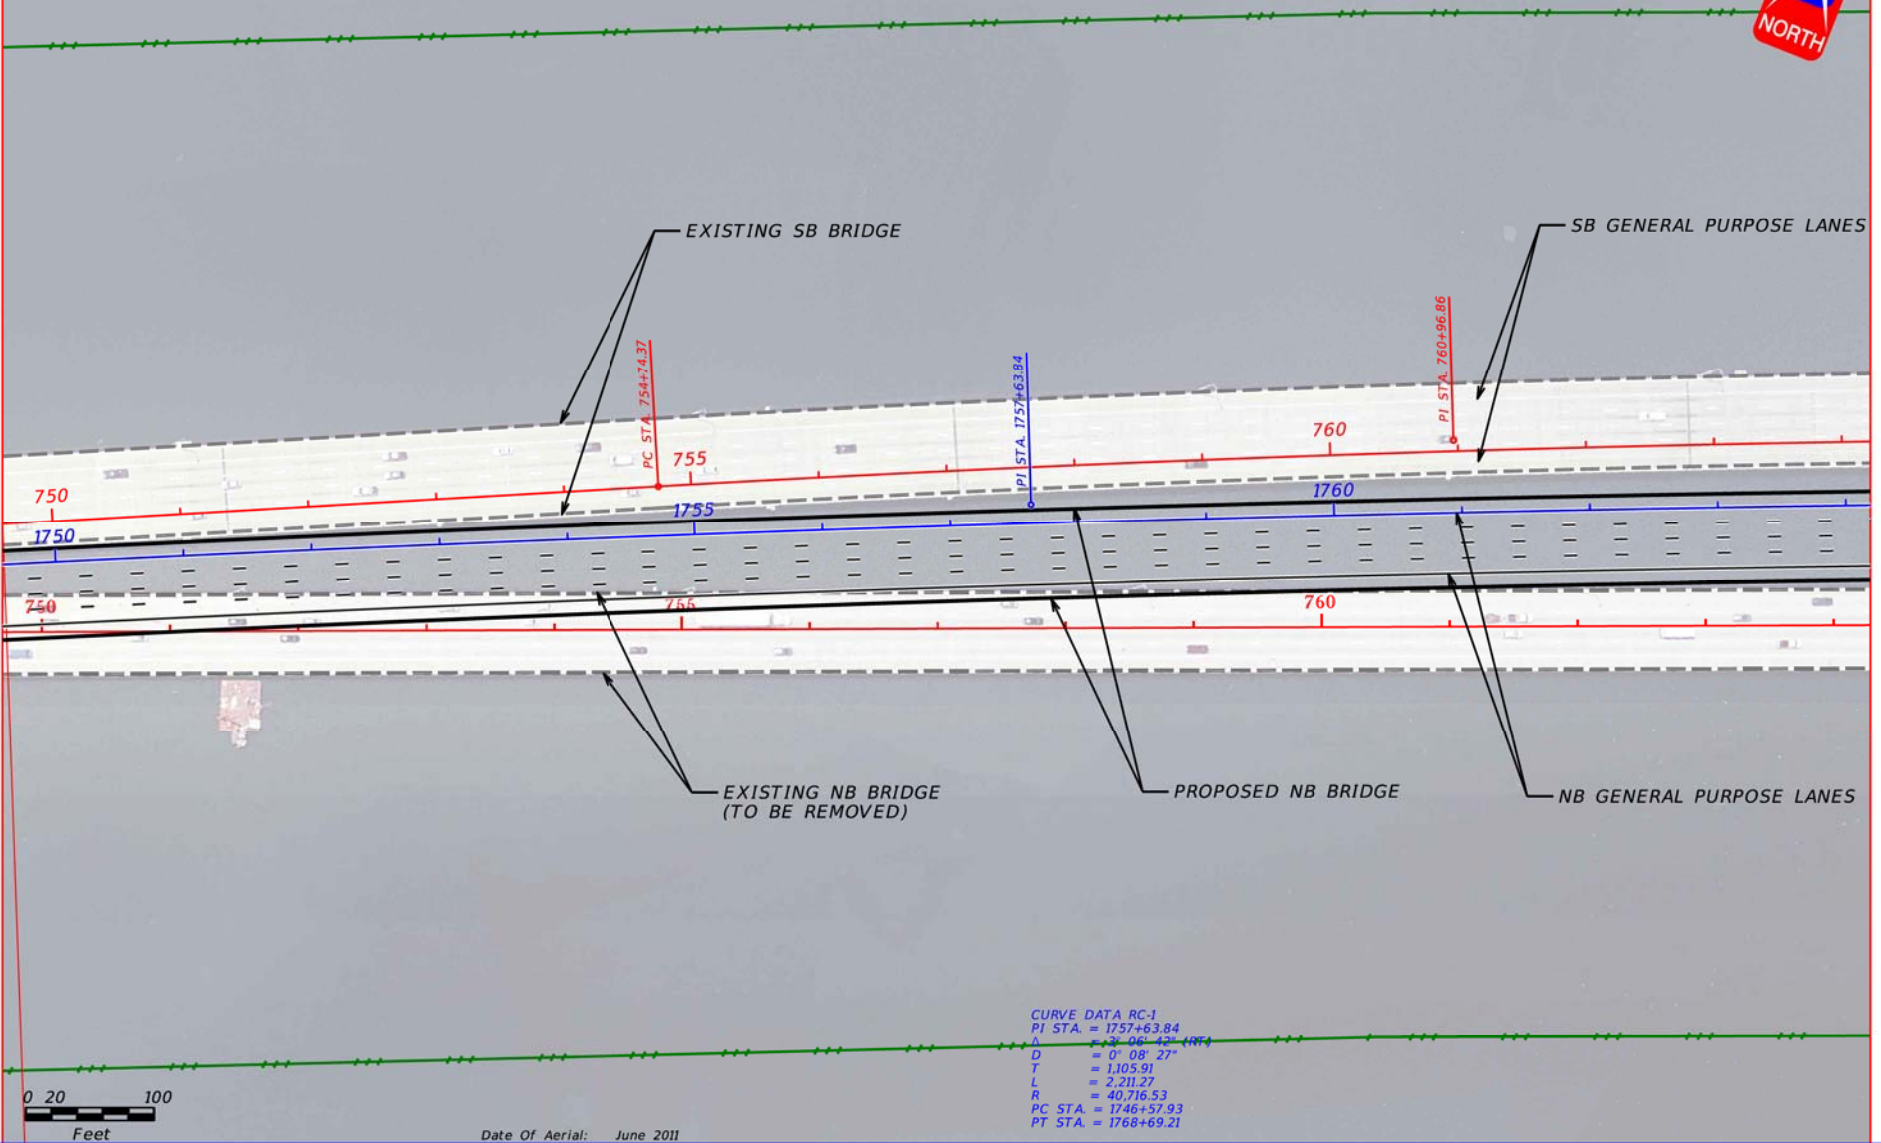 NORTH
EXISTING SB BRIDGE
SB GENERAL PURPOSE LANES
PC STA. 754+74.37
PI STA. 1757+63.84
PI STA. 760+96.86
750
755
760
1750
1755
1760
750
755
760
EXISTING NB BRIDGE
(TO BE REMOVED)
PROPOSED NB BRIDGE
NB GENERAL PURPOSE LANES
CURVE DATA RC-1
PI STA. = 1757+63.84
Δ = 3° 06' 42" (RT)
D = 0° 08' 27"
T = 1,105.91
L = 2,211.27
R = 40,716.53
PC STA. = 1746+57.93
PT STA. = 1768+69.21
0 20 100
Feet
Date Of Aerial: June 2011